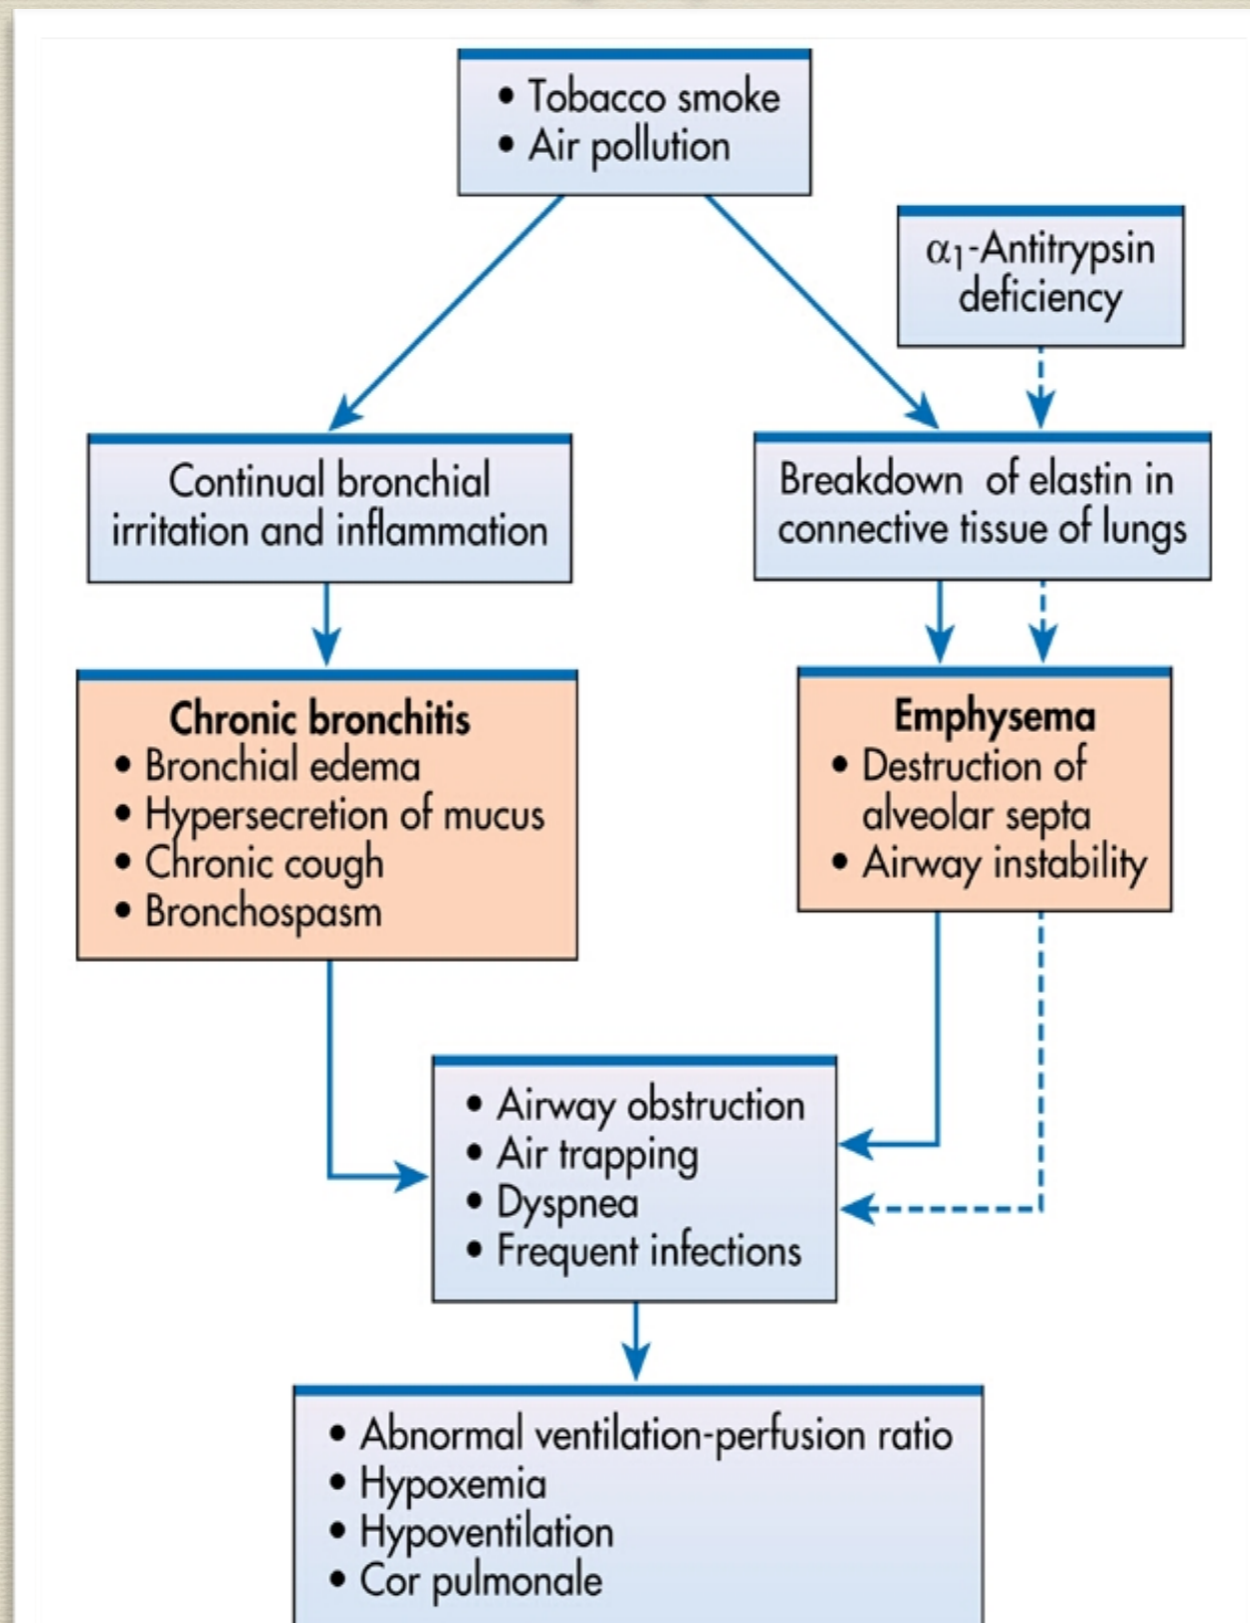 • Tobacco smoke
• Air pollution
α1-Antitrypsin
deficiency
Continual bronchial
irritation and inflammation
Breakdown of elastin in
connective tissue of lungs
Chronic bronchitis
• Bronchial edema
• Hypersecretion of mucus
• Chronic cough
• Bronchospasm
Emphysema
• Destruction of
alveolar septa
• Airway instability
• Airway obstruction
• Air trapping
• Dyspnea
• Frequent infections
• Abnormal ventilation-perfusion ratio
• Hypoxemia
• Hypoventilation
• Cor pulmonale